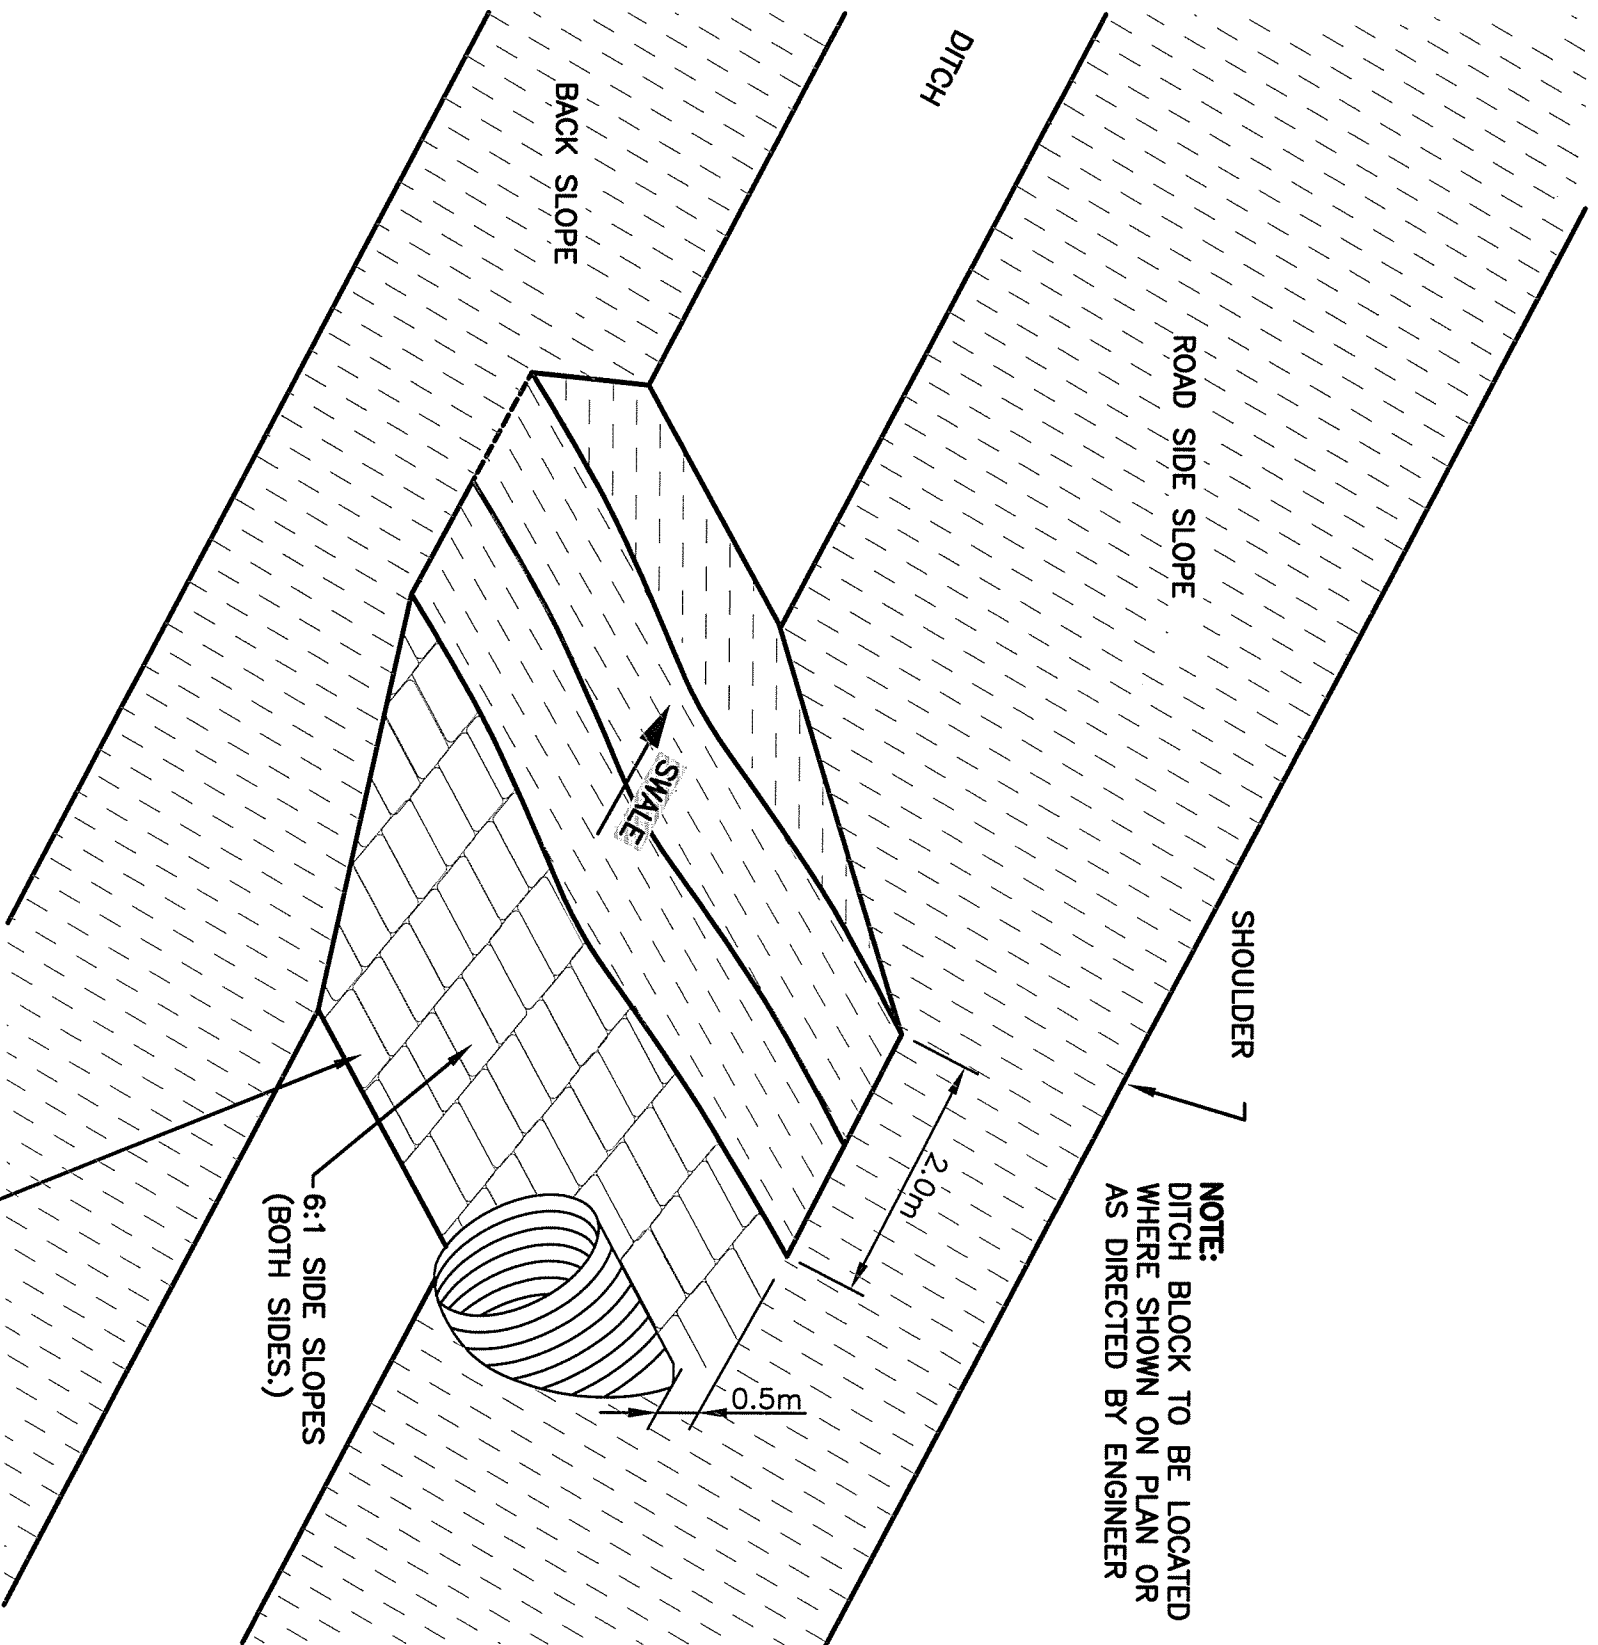 DITCH
BACK SLOPE
ROAD SIDE SLOPE
SHOULDER
NOTE:
DITCH BLOCK TO BE LOCATED
WHERE SHOWN ON PLAN OR
AS DIRECTED BY ENGINEER
SWALE
2.0m
0.5m
6:1 SIDE SLOPES
(BOTH SIDES.)